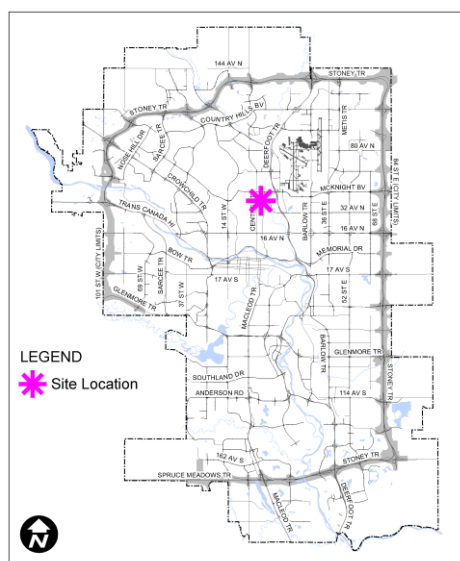 144 AV N
STONEY TR
STONEY TR
COUNTRY HILLS BV
METIS TR
DEERFOOT TR
SARCEE TR
NOSE HILL DR
80 AV N
CROWCHILD TR
84 ST E (CITY LIMITS)
MCKNIGHT BV
TRANS CANADA HI
14 ST W
CENT
BARLOW TR
36 ST E
32 AV N
68 ST E
16 AV N
16 AV N
MEMORIAL DR
BOW TR
101 ST W (CITY LIMITS)
SARCEE TR
69 ST W
37 ST W
17 AV S
17 AV S
MACLEOD TR
52 ST E
GLENMORE TR
BARLOW TR
GLENMORE TR
LEGEND
Site Location
STONEY TR
SOUTHLAND DR
ANDERSON RD
114 AV S
162 AV S
STONEY TR
SPRUCE MEADOWS TR
DEERFOOT TR
MACLEOD TR
N